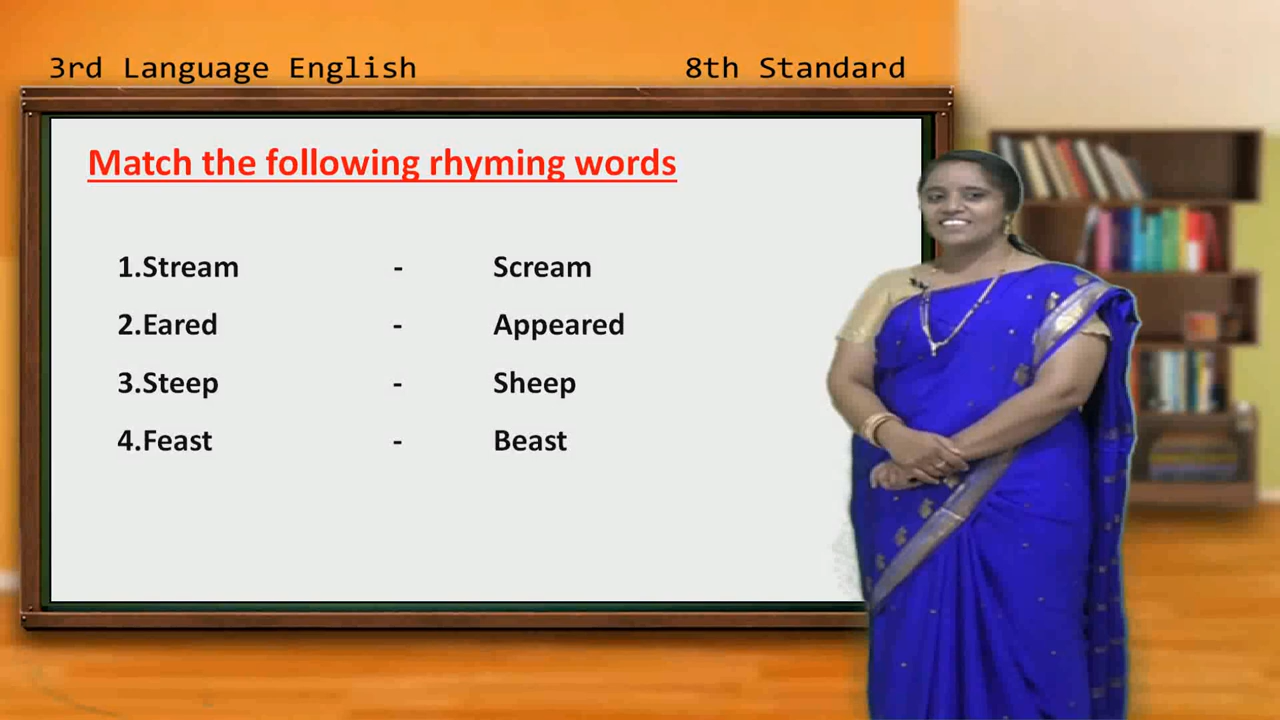 3rd Language English 8th Standard
Match the following rhyming words
1.Stream - Scream
2.Eared - Appeared
3.Steep - Sheep
4.Feast - Beast